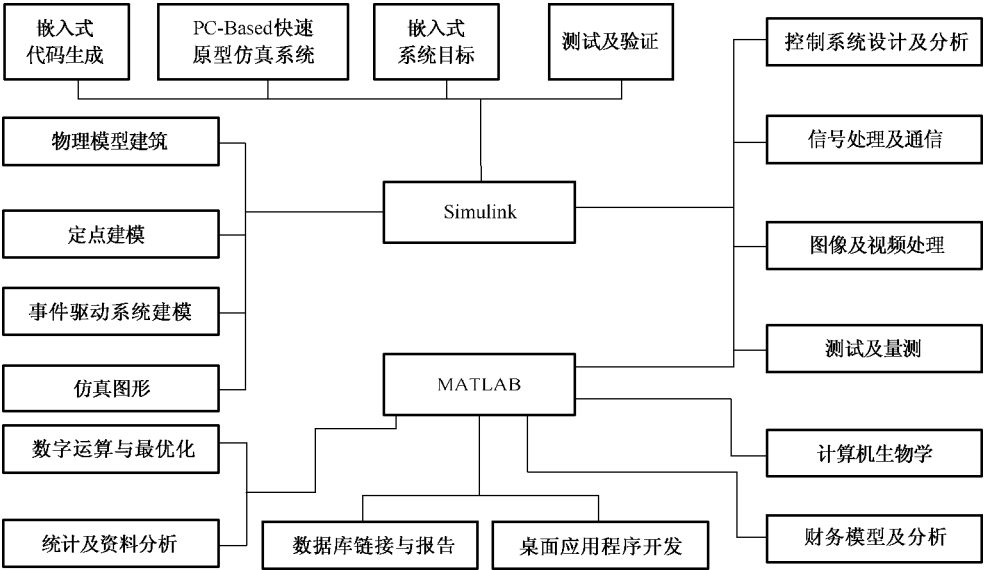 嵌入式
代码生成
PC-Based快速
原型仿真系统
嵌入式
系统目标
测试及验证
控制系统设计及分析
物理模型建筑
信号处理及通信
Simulink
定点建模
图像及视频处理
事件驱动系统建模
测试及量测
MATLAB
仿真图形
数字运算与最优化
计算机生物学
统计及资料分析
数据库链接与报告
桌面应用程序开发
财务模型及分析